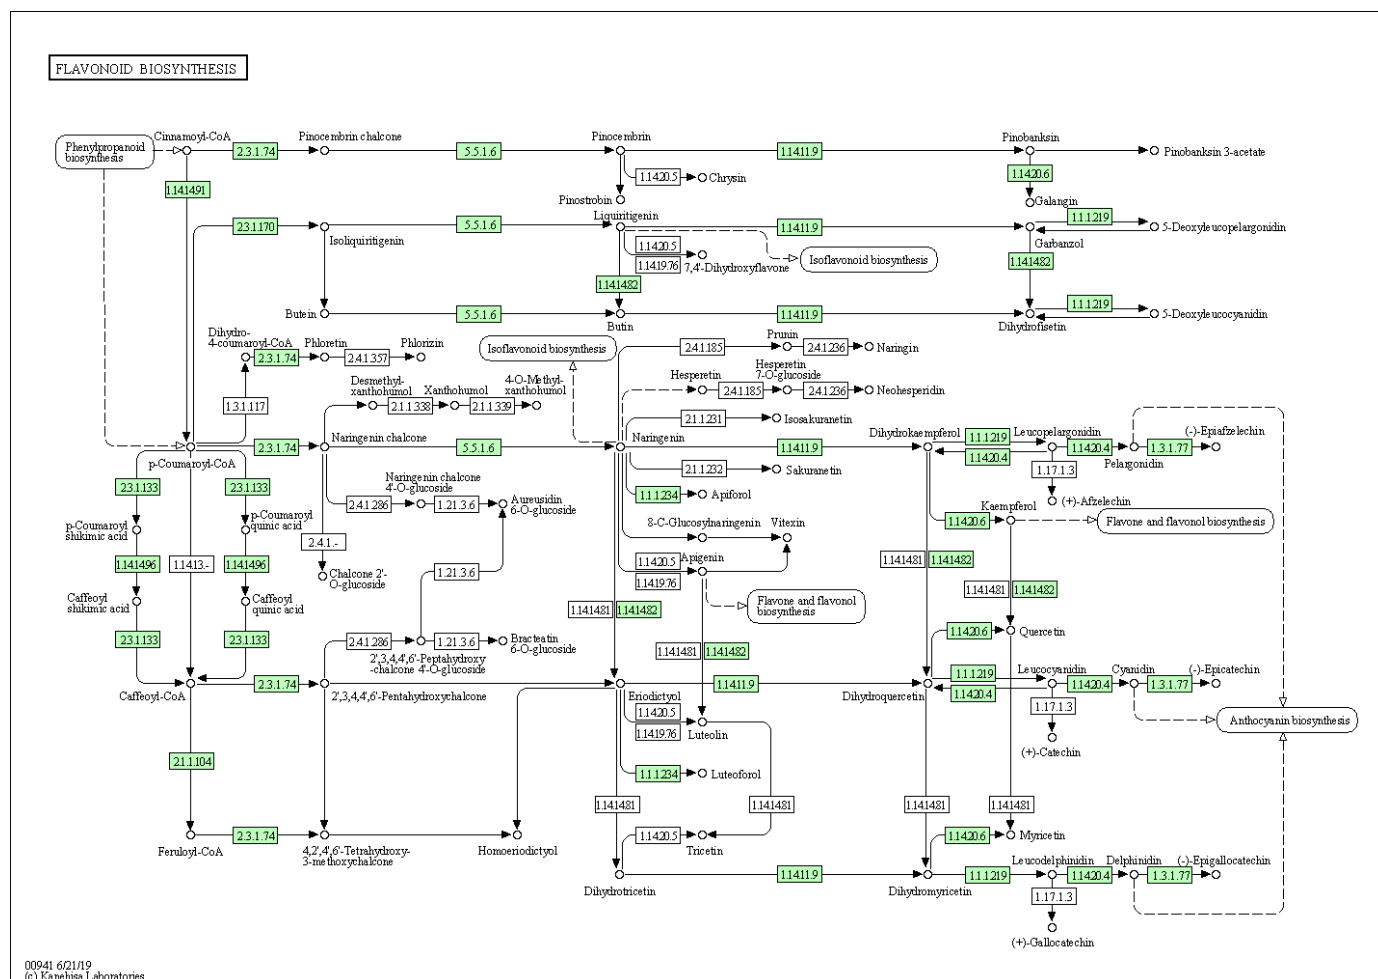 FLAVONOID BIOSYNTHESIS
Phenylpropanoid
biosynthesis
Cinnamoyl-CoA
2.3.1.74
Pinocembrin chalcone
5.5.1.6
Pinocembrin
1.14.11.9
Pinobanksin
Pinobanksin 3-acetate
1.14.20.5
Chrysin
1.14.20.6
1.14.14.91
Pinostrobin
Galangin
2.3.1.170
Isoliquiritigenin
5.5.1.6
Liquiritigenin
1.14.11.9
Garbanzol
1.1.1.219
5-Deoxyleucopelargonidin
1.14.20.5
1.14.19.76
7,4'-Dihydroxyflavone
Isoflavonoid biosynthesis
1.14.14.82
1.14.14.82
Butein
5.5.1.6
Butin
1.14.11.9
Dihydrofisetin
1.1.1.219
5-Deoxyleucocyanidin
Dihydro-
4-coumaroyl-CoA
2.3.1.74
Phloretin
2.4.1.357
Phlorizin
Isoflavonoid biosynthesis
2.4.1.185
Prunin
2.4.1.236
Naringin
1.3.1.117
Desmethyl-
xanthohumol
2.1.1.338
Xanthohumol
2.1.1.339
4-O-Methyl-
xanthohumol
Hesperetin
2.4.1.185
Hesperetin
7-O-glucoside
2.4.1.236
Neohesperidin
2.1.1.231
Isosakuranetin
p-Coumaroyl-CoA
2.3.1.74
Naringenin chalcone
5.5.1.6
Naringenin
1.14.11.9
Dihydrokaempferol
1.1.1.219
1.14.20.4
Leucopelargonidin
1.14.20.4
Pelargonidin
1.3.1.77
(-)-Epiafzelechin
2.1.1.232
Sakuranetin
1.17.1.3
(+)-Afzelechin
2.3.1.133
2.3.1.133
2.4.1.286
Naringenin chalcone
4'-O-glucoside
1.21.3.6
Aureusidin
6-O-glucoside
1.1.1.234
Apiforol
p-Coumaroyl
shikimic acid
p-Coumaroyl
quinic acid
2.4.1.-
Chalcone 2'-
O-glucoside
8-C-Glucosylnaringenin
Vitexin
1.14.20.6
Kaempferol
Flavone and flavonol biosynthesis
1.14.14.96
1.14.13.-
1.14.14.96
1.21.3.6
1.14.20.5
1.14.19.76
Apigenin
1.14.14.81
1.14.14.82
1.14.14.81
1.14.14.82
Caffeoyl
shikimic acid
Caffeoyl
quinic acid
1.14.14.81
1.14.14.82
Flavone and flavonol
biosynthesis
2.3.1.133
2.3.1.133
2.4.1.286
2',3,4,4',6'-Peptahydroxy
-chalcone 4'-O-glucoside
1.21.3.6
Bracteatin
6-O-glucoside
1.14.14.81
1.14.14.82
1.14.20.6
Quercetin
Caffeoyl-CoA
2.3.1.74
2',3,4,4',6'-Pentahydroxychalcone
Eriodictyol
1.14.11.9
Dihydroquercetin
1.1.1.219
1.14.20.4
Leucocyanidin
1.14.20.4
Cyanidin
1.3.1.77
(-)-Epicatechin
1.14.20.5
1.14.19.76
Luteolin
1.17.1.3
(+)-Catechin
Anthocyanin biosynthesis
2.1.1.104
1.1.1.234
Luteoforol
1.14.14.81
1.14.14.81
1.14.14.81
1.14.14.81
Feruloyl-CoA
2.3.1.74
4,2',4',6'-Tetrahydroxy-
3-methoxychalcone
Homoeriodictyol
1.14.20.5
Tricetin
1.14.20.6
Myricetin
Dihydrotricetin
1.14.11.9
Dihydromyricetin
1.1.1.219
Leucodelphinidin
1.14.20.4
Delphinidin
1.3.1.77
(-)-Epigallocatechin
1.17.1.3
(+)-Gallocatechin
00941 6/21/19
(c) Kanehisa Laboratories